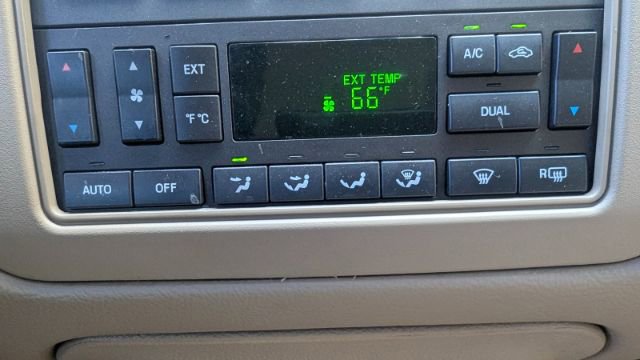 EXT
°F°C
EXT TEMP
66°F
A/C
DUAL
AUTO
OFF
R